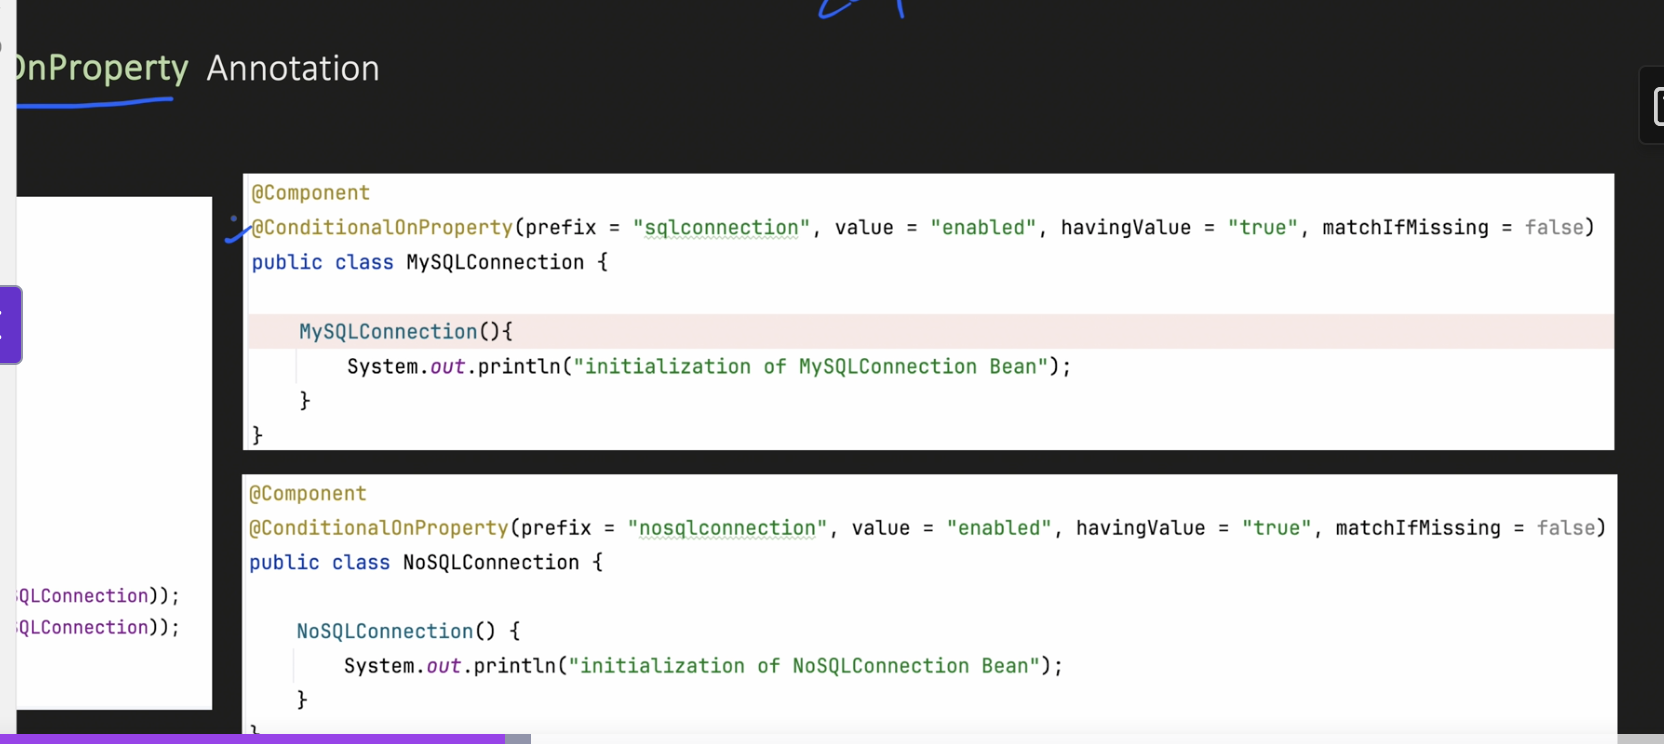 OnProperty Annotation
@Component
@ConditionalOnProperty(prefix = "sqlconnection", value = "enabled", havingValue = "true", matchIfMissing = false)
public class MySQLConnection {
MySQLConnection(){
System.out.println("initialization of MySQLConnection Bean");
}
}
@Component
@ConditionalOnProperty(prefix = "nosqlconnection", value = "enabled", havingValue = "true", matchIfMissing = false)
public class NoSQLConnection {
NoSQLConnection() {
System.out.println("initialization of NoSQLConnection Bean");
}
}
SQLConnection));
SQLConnection));